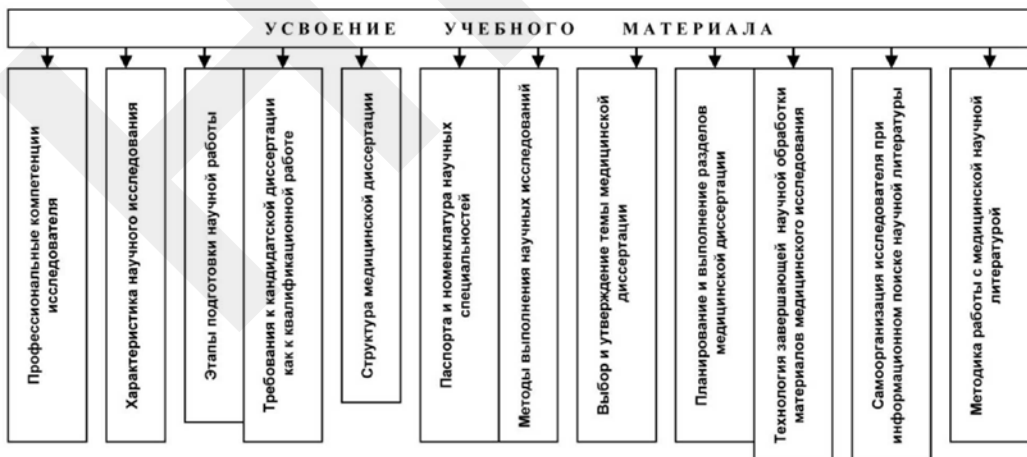 УСВОЕНИЕ УЧЕБНОГО МАТЕРИАЛА
Профессиональные компетенции
исследователя
Характеристика научного исследования
Этапы подготовки научной работы
Требования к кандидатской диссертации
как к квалификационной работе
Структура медицинской диссертации
Паспорта и номенклатура научных
специальностей
Методы выполнения научных исследований
Выбор и утверждение темы медицинской
диссертации
Планирование и выполнение разделов
медицинской диссертации
Технология завершающей научной обработки
материалов медицинского исследования
Самоорганизация исследователя при
информационном поиске научной литературы
Методика работы с медицинской научной
литературой